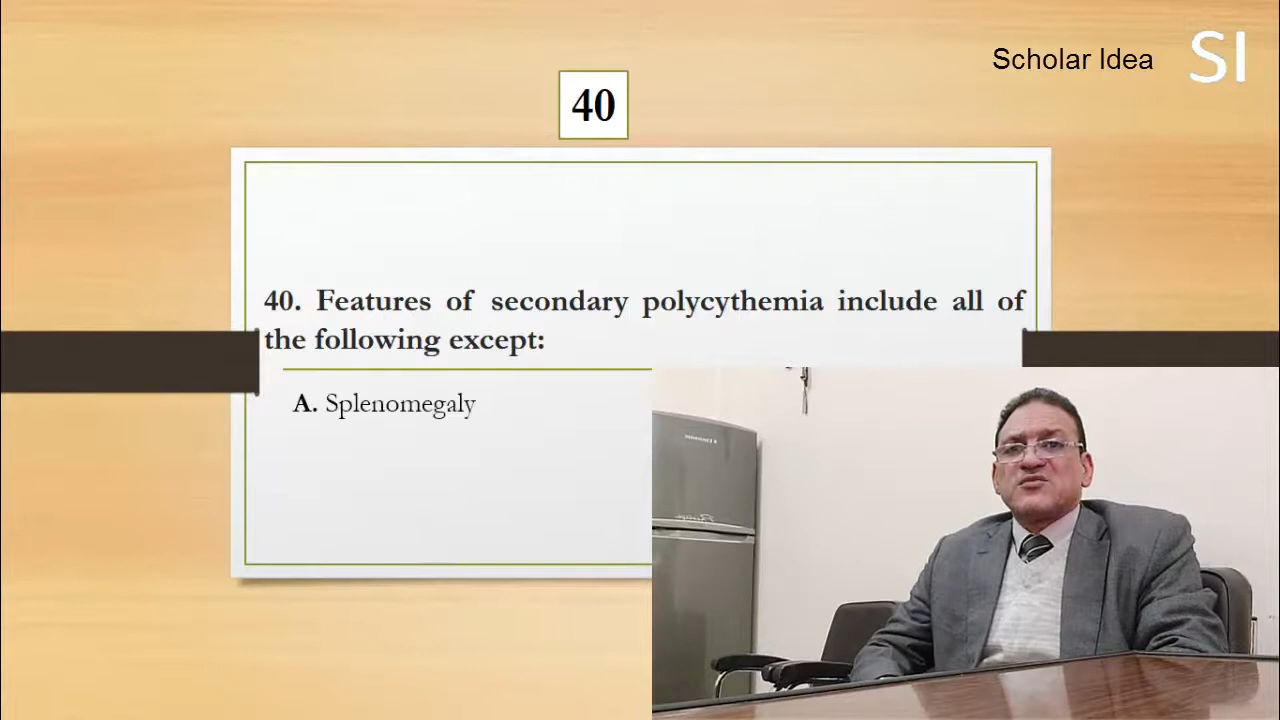 Scholar Idea
SI
40
40. Features of secondary polycythemia include all of
the following except:
A. Splenomegaly